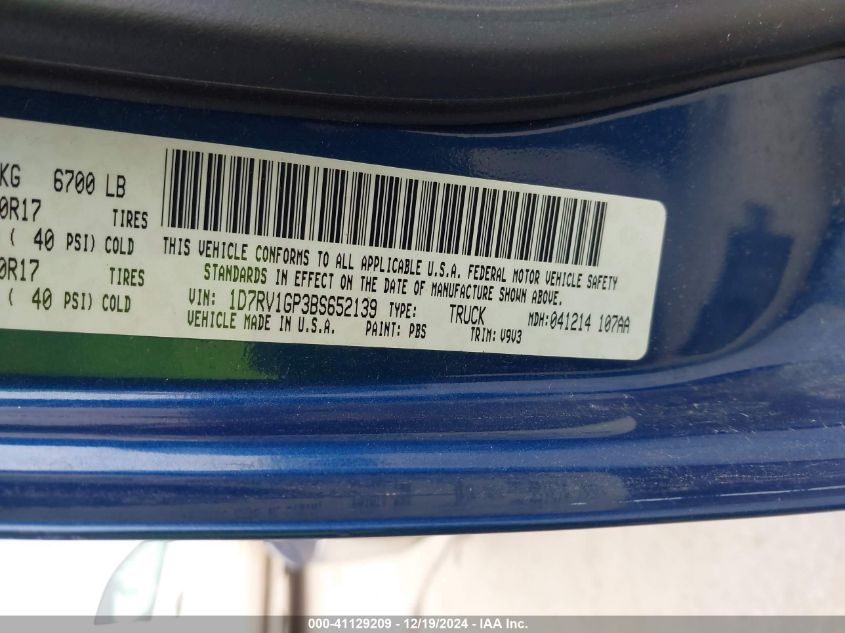 KG 6700 LB
0R17 TIRES
( 40 PSI) COLD
0R17 TIRES
( 40 PSI) COLD
THIS VEHICLE CONFORMS TO ALL APPLICABLE U.S.A. FEDERAL MOTOR VEHICLE SAFETY
STANDARDS IN EFFECT ON THE DATE OF MANUFACTURE SHOWN ABOVE.
VIN: 1D7RV1GP3BS652139 TYPE: TRUCK MDH:041214 107AA
VEHICLE MADE IN U.S.A. PAINT: PBS TRIM: V9V3
000-41129209 - 12/19/2024 - IAA Inc.